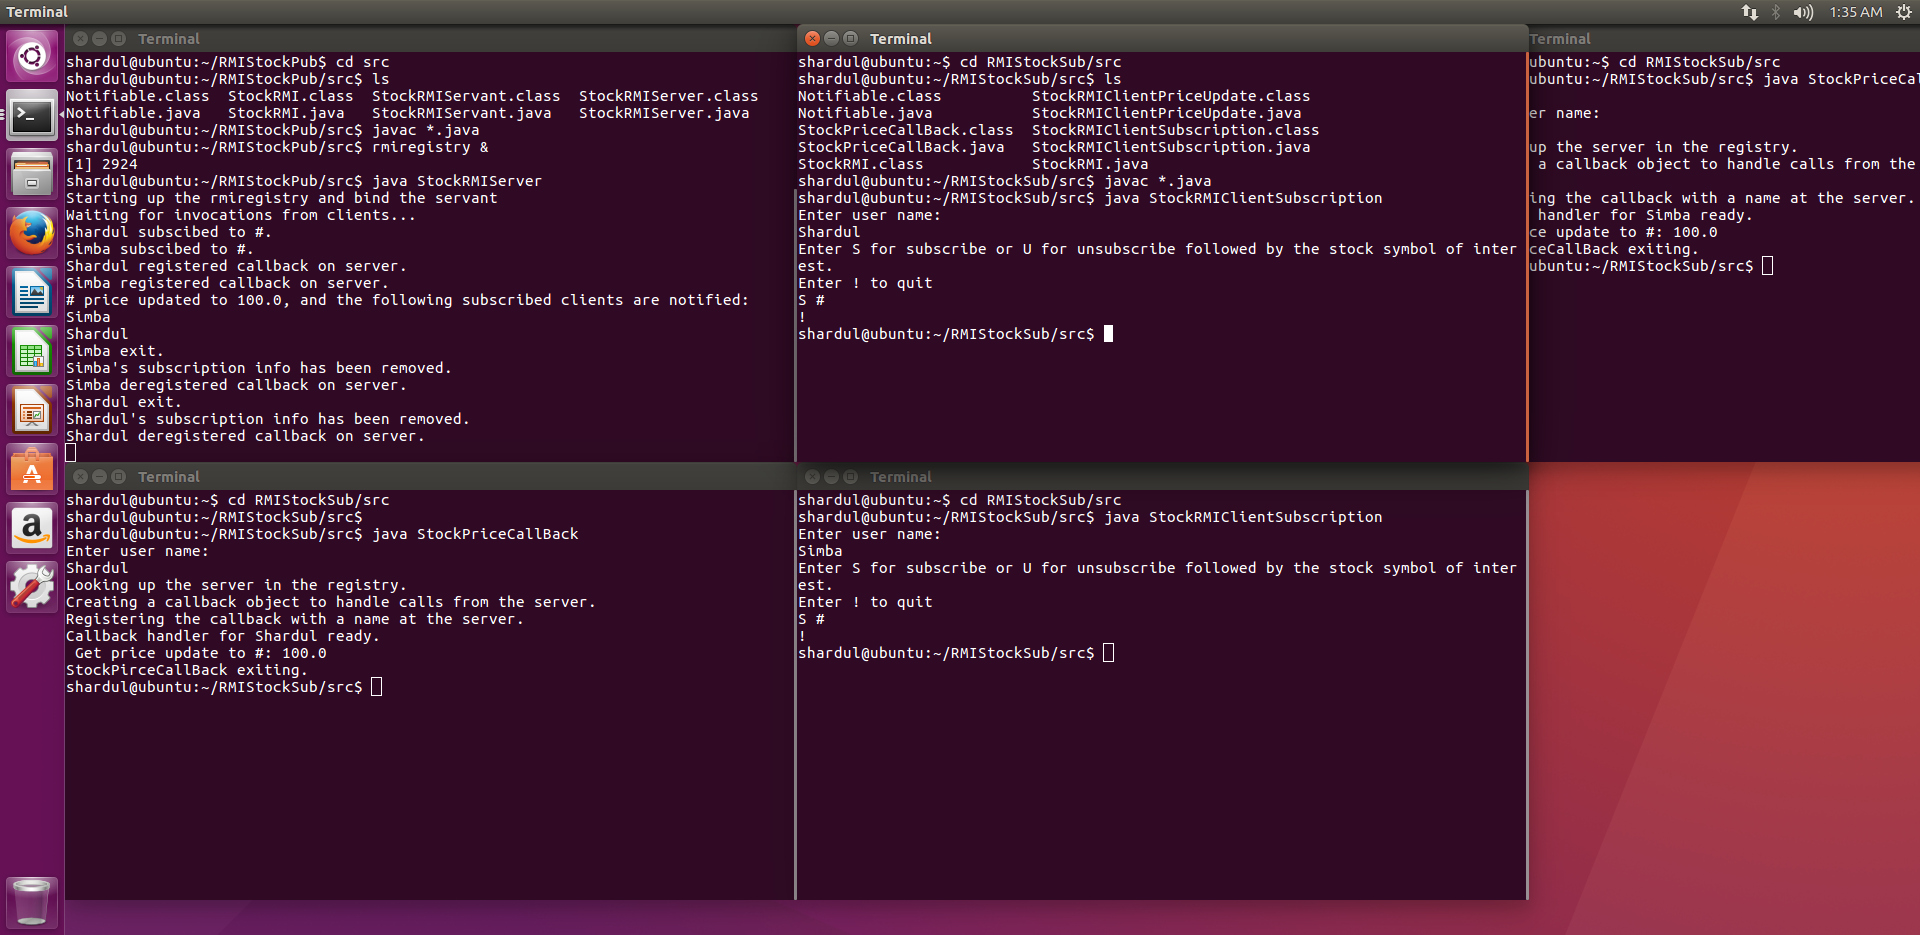 Terminal
1:35 AM
Terminal
shardul@ubuntu:~/RMIStockPub$ cd src
shardul@ubuntu:~/RMIStockPub/src$ ls
Notifiable.class  StockRMI.class  StockRMIServant.class  StockRMIServer.class
Notifiable.java   StockRMI.java   StockRMIServant.java   StockRMIServer.java
shardul@ubuntu:~/RMIStockPub/src$ javac *.java
shardul@ubuntu:~/RMIStockPub/src$ rmiregistry &
[1] 2924
shardul@ubuntu:~/RMIStockPub/src$ java StockRMIServer
Starting up the rmiregistry and bind the servant
Waiting for invocations from clients...
Shardul subscibed to #.
Simba subscibed to #.
Shardul registered callback on server.
Simba registered callback on server.
# price updated to 100.0, and the following subscribed clients are notified:
Simba
Shardul
Simba exit.
Simba's subscription info has been removed.
Simba deregistered callback on server.
Shardul exit.
Shardul's subscription info has been removed.
Shardul deregistered callback on server.
Terminal
shardul@ubuntu:~$ cd RMIStockSub/src
shardul@ubuntu:~/RMIStockSub/src$ ls
Notifiable.class          StockRMIClientPriceUpdate.class
Notifiable.java           StockRMIClientPriceUpdate.java
StockPriceCallBack.class  StockRMIClientSubscription.class
StockPriceCallBack.java   StockRMIClientSubscription.java
StockRMI.class            StockRMI.java
shardul@ubuntu:~/RMIStockSub/src$ javac *.java
shardul@ubuntu:~/RMIStockSub/src$ java StockRMIClientSubscription
Enter user name:
Shardul
Enter S for subscribe or U for unsubscribe followed by the stock symbol of inter
est.
Enter ! to quit
S #
!
shardul@ubuntu:~/RMIStockSub/src$
Terminal
ubuntu:~$ cd RMIStockSub/src
ubuntu:~/RMIStockSub/src$ java StockPriceCal
er name:
up the server in the registry.
a callback object to handle calls from the
ing the callback with a name at the server.
handler for Simba ready.
ce update to #: 100.0
ceCallBack exiting.
ubuntu:~/RMIStockSub/src$
Terminal
shardul@ubuntu:~$ cd RMIStockSub/src
shardul@ubuntu:~/RMIStockSub/src$
shardul@ubuntu:~/RMIStockSub/src$ java StockPriceCallBack
Enter user name:
Shardul
Looking up the server in the registry.
Creating a callback object to handle calls from the server.
Registering the callback with a name at the server.
Callback handler for Shardul ready.
 Get price update to #: 100.0
StockPirceCallBack exiting.
shardul@ubuntu:~/RMIStockSub/src$
Terminal
shardul@ubuntu:~$ cd RMIStockSub/src
shardul@ubuntu:~/RMIStockSub/src$ java StockRMIClientSubscription
Enter user name:
Simba
Enter S for subscribe or U for unsubscribe followed by the stock symbol of inter
est.
Enter ! to quit
S #
!
shardul@ubuntu:~/RMIStockSub/src$